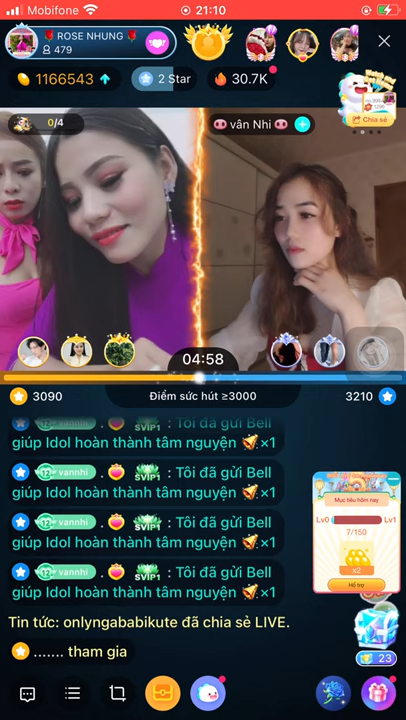 Mobifone
21:10
🌹 ROSE NHUNG 🌹
479
1166543
2 Star
30.7K
Chia sẻ
0/4
🐽 vân Nhi 🐽
04:58
3090
Điểm sức hút ≥3000
3210
12 vannhi . SVIP1 : Tôi đã gửi Bell
giúp Idol hoàn thành tâm nguyện ×1
12 vannhi . SVIP1 : Tôi đã gửi Bell
giúp Idol hoàn thành tâm nguyện ×1
12 vannhi . SVIP1 : Tôi đã gửi Bell
giúp Idol hoàn thành tâm nguyện ×1
12 vannhi . SVIP1 : Tôi đã gửi Bell
giúp Idol hoàn thành tâm nguyện ×1
Mục tiêu hôm nay
Lv0 Lv1
7/150
x2
Hỗ trợ
Tin tức: onlyngababikute đã chia sẻ LIVE.
....... tham gia
23